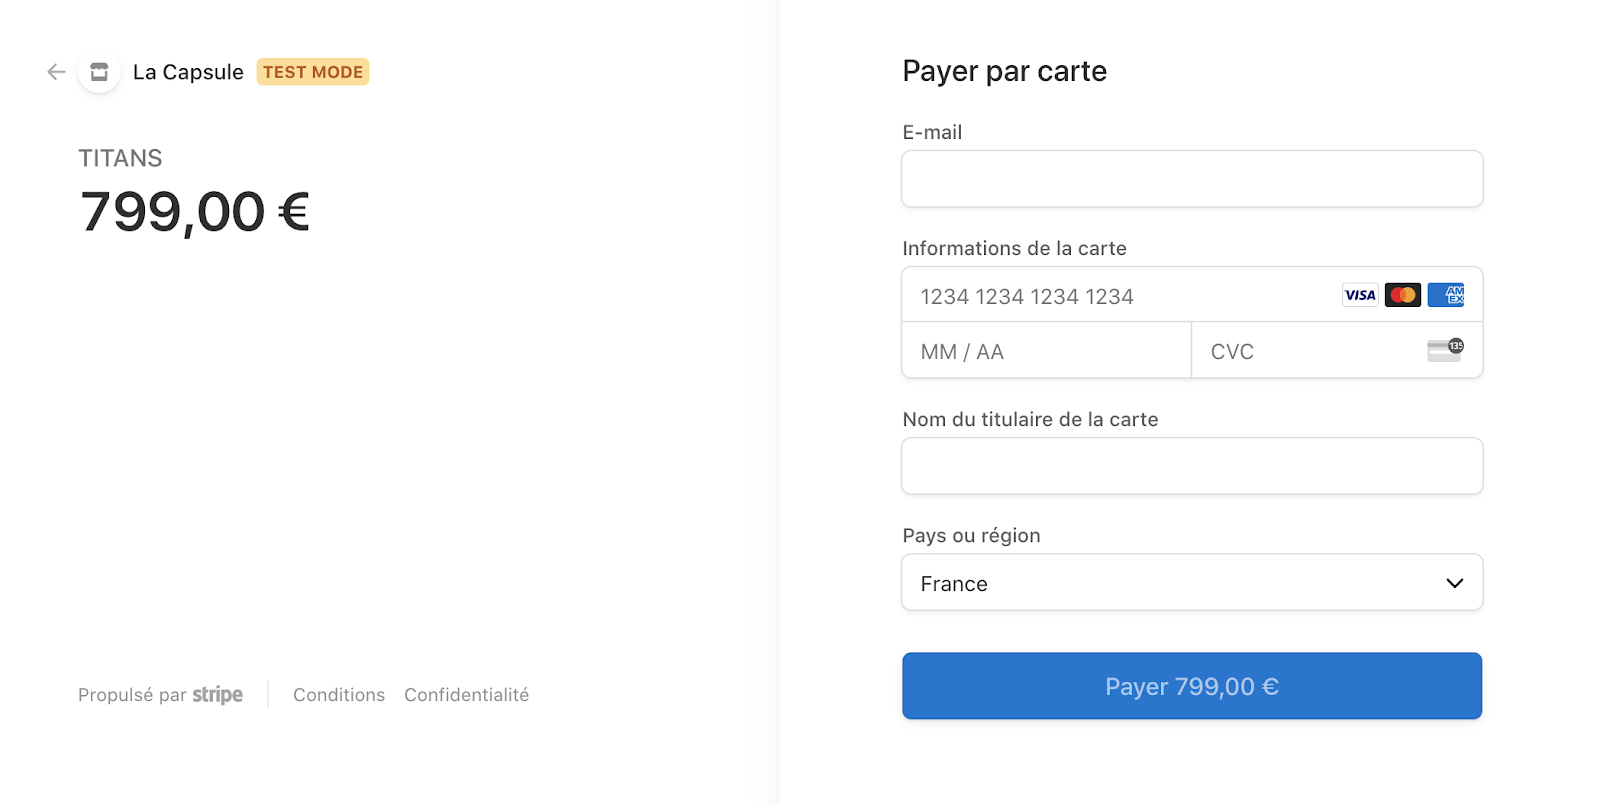 La Capsule TEST MODE
TITANS
799,00 €
Propulsé par stripe Conditions Confidentialité
Payer par carte
E-mail
Informations de la carte
1234 1234 1234 1234 VISA AM EX
MM / AA CVC 135
Nom du titulaire de la carte
Pays ou région
France
Payer 799,00 €